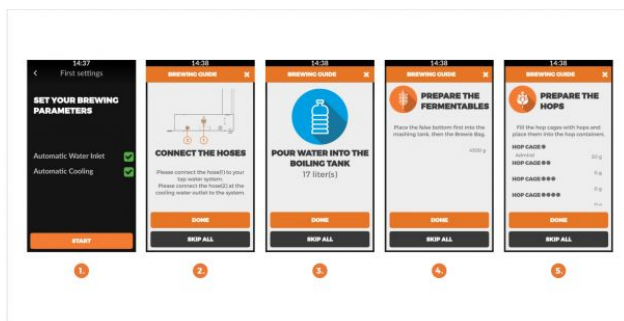 14:37
First settings
SET YOUR BREWING
PARAMETERS
Automatic Water Inlet
Automatic Cooling
START
1.
14:38
BREWING GUIDE
CONNECT THE HOSES
Please connect the hose(1) to your
tap water system.
Please connect the hose(2) at the
cooling water outlet to the system.
DONE
SKIP ALL
2.
14:38
BREWING GUIDE
POUR WATER INTO THE
BOILING TANK
17 liter(s)
DONE
SKIP ALL
3.
14:38
BREWING GUIDE
PREPARE THE
FERMENTABLES
Place the false bottom first into the
mashing tank, then the Brewie Bag.
DONE
SKIP ALL
4.
14:38
BREWING GUIDE
PREPARE THE
HOPS
Fill the hop cages with hops and
place them into the hop container.
HOP CAGE
Admiral
HOP CAGE
0 g
HOP CAGE
0 g
HOP CAGE
DONE
SKIP ALL
5.